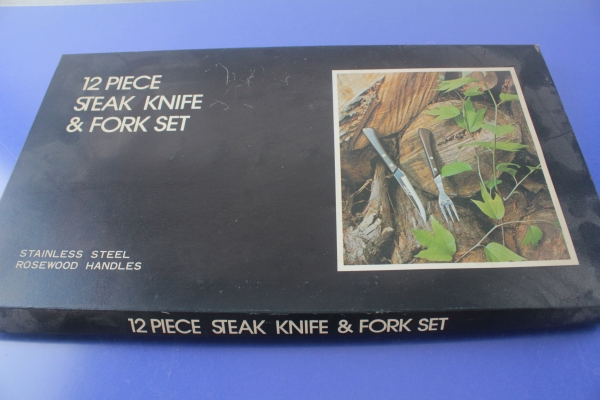 12 PIECE
STEAK KNIFE
& FORK SET
STAINLESS STEEL
ROSEWOOD HANDLES
12 PIECE STEAK KNIFE & FORK SET